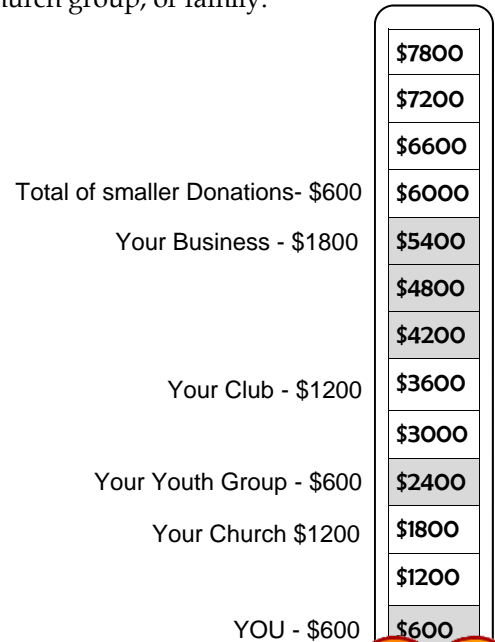 church group, or family.
$7800
$7200
$6600
Total of smaller Donations- $600 $6000
Your Business - $1800 $5400
$4800
$4200
Your Club - $1200 $3600
$3000
Your Youth Group - $600 $2400
Your Church $1200 $1800
$1200
YOU - $600 $600